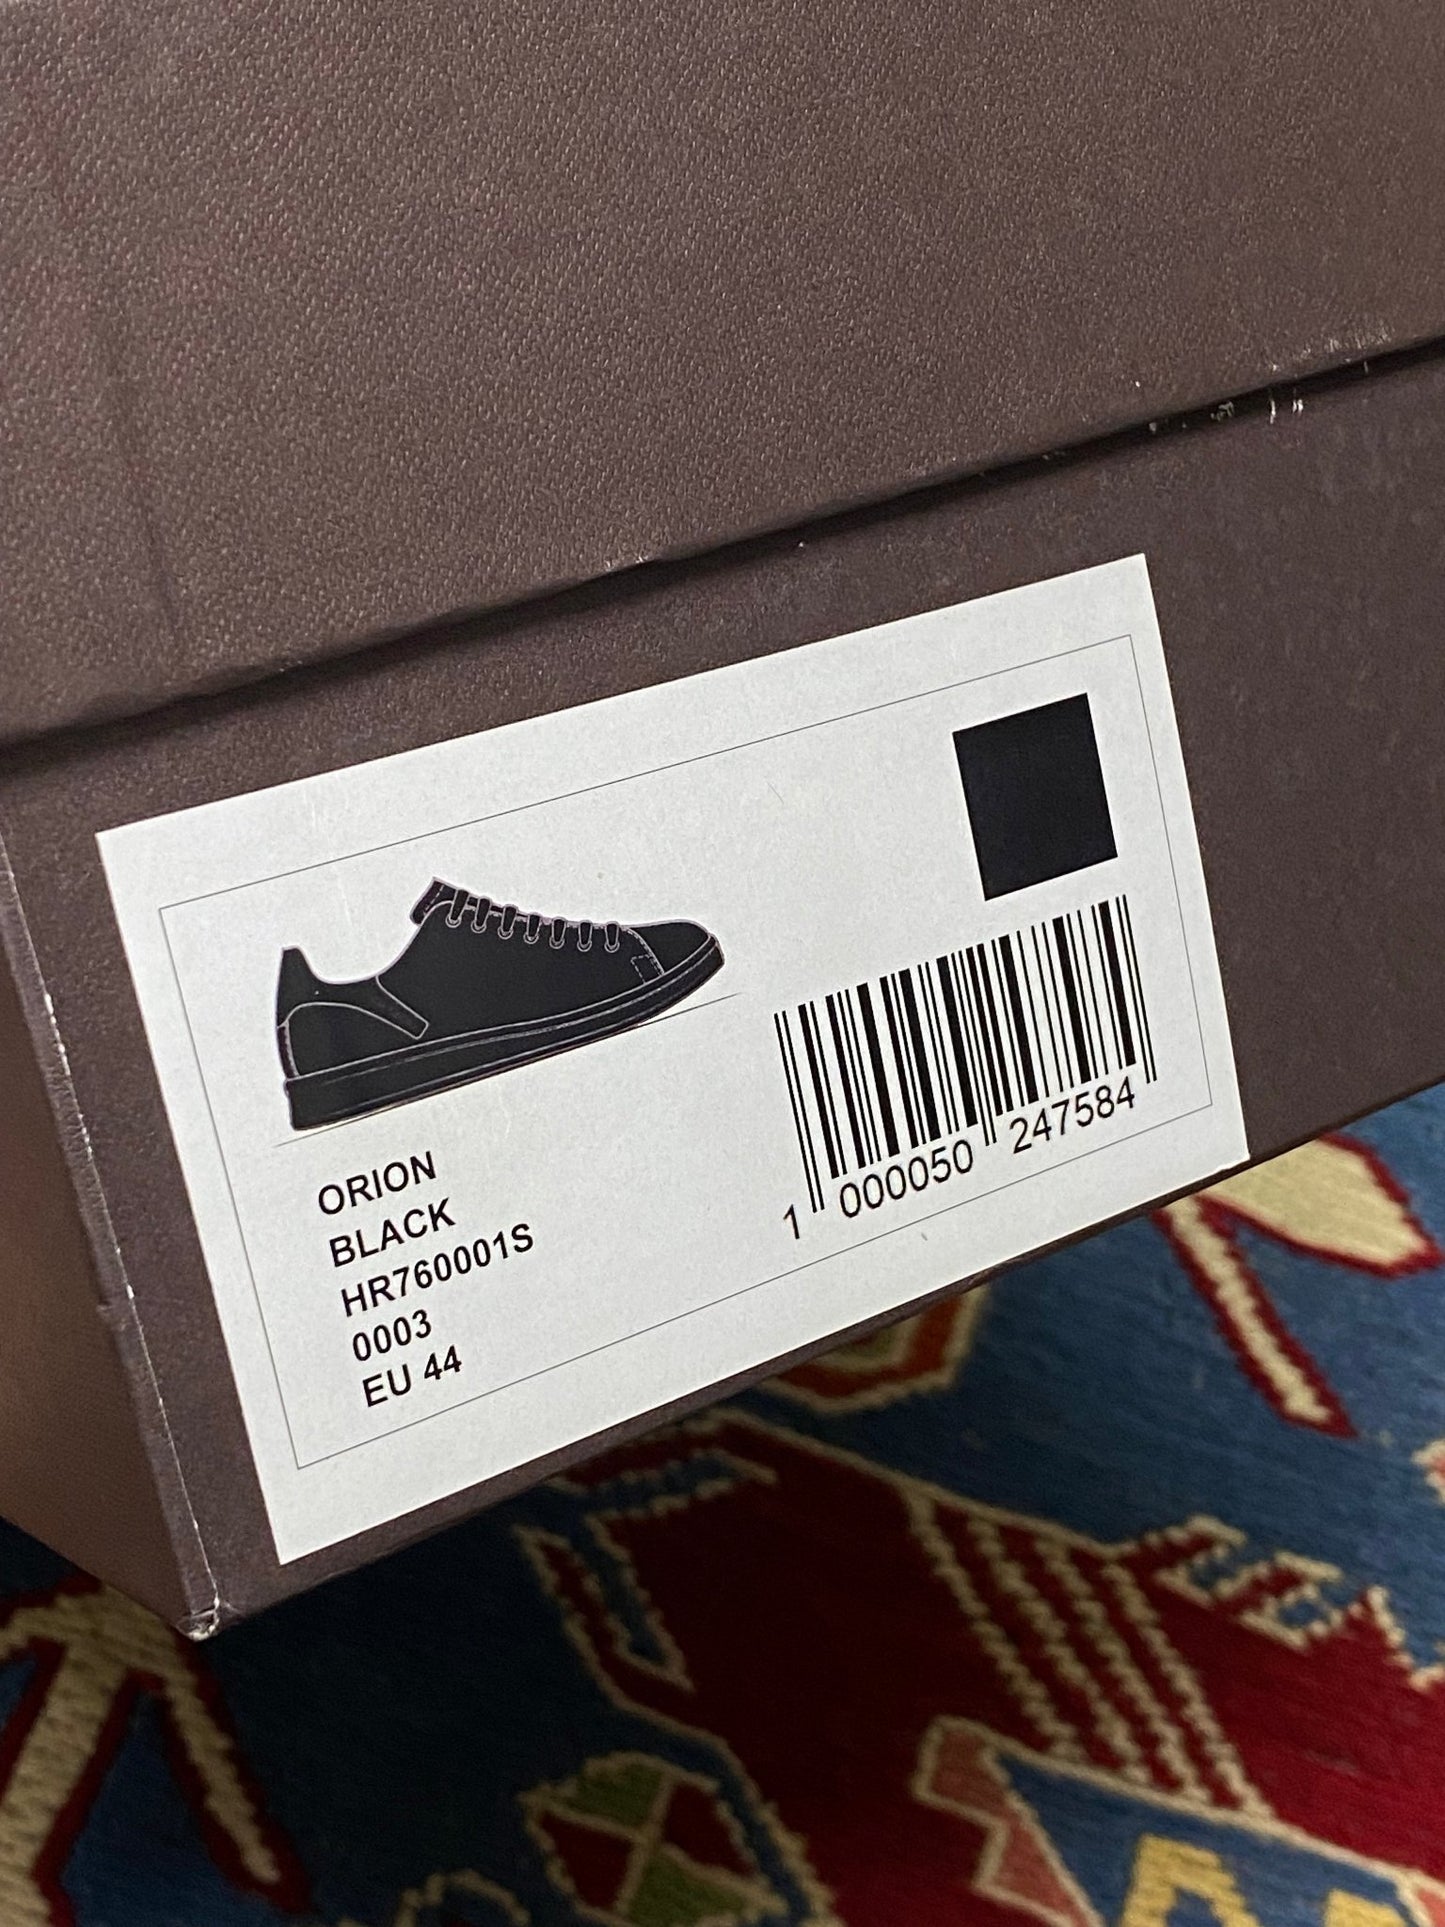 ORION
BLACK
HR760001S
0003
EU 44
1 000050 247584